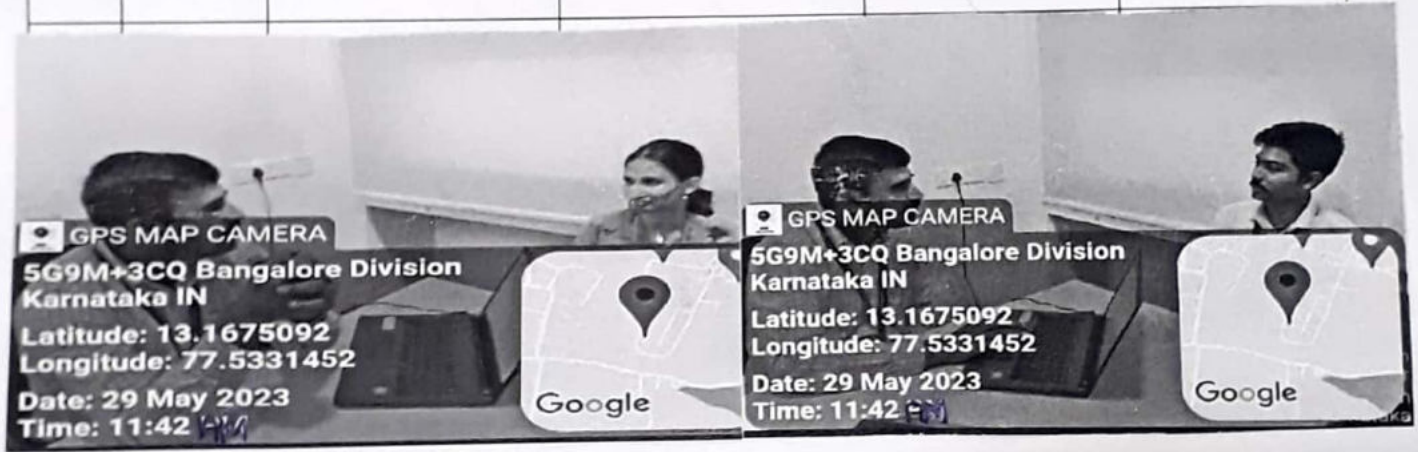 GPS MAP CAMERA
5G9M+3CQ Bangalore Division
Karnataka IN
Latitude: 13.1675092
Longitude: 77.5331452
Date: 29 May 2023
Time: 11:42 AM
Google
GPS MAP CAMERA
5G9M+3CQ Bangalore Division
Karnataka IN
Latitude: 13.1675092
Longitude: 77.5331452
Date: 29 May 2023
Time: 11:42 AM
Google